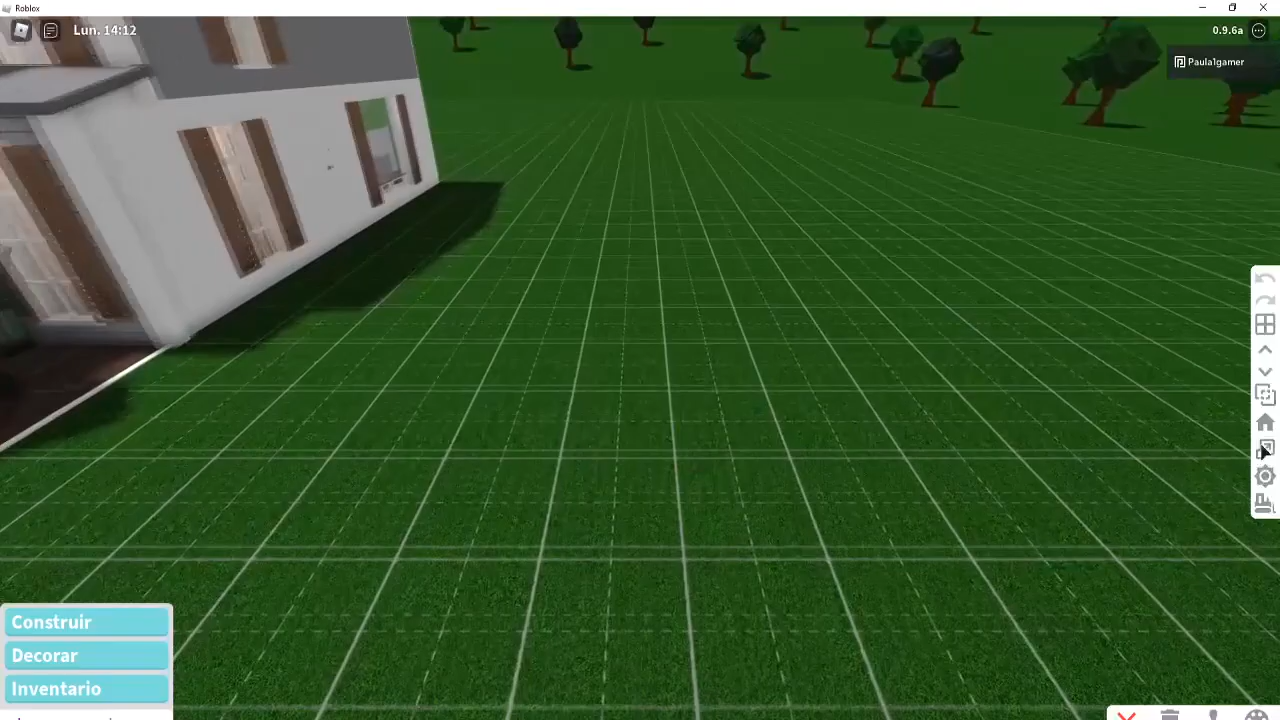 Roblox
Lun. 14:12
0.9.6a
Paula1gamer
Construir
Decorar
Inventario